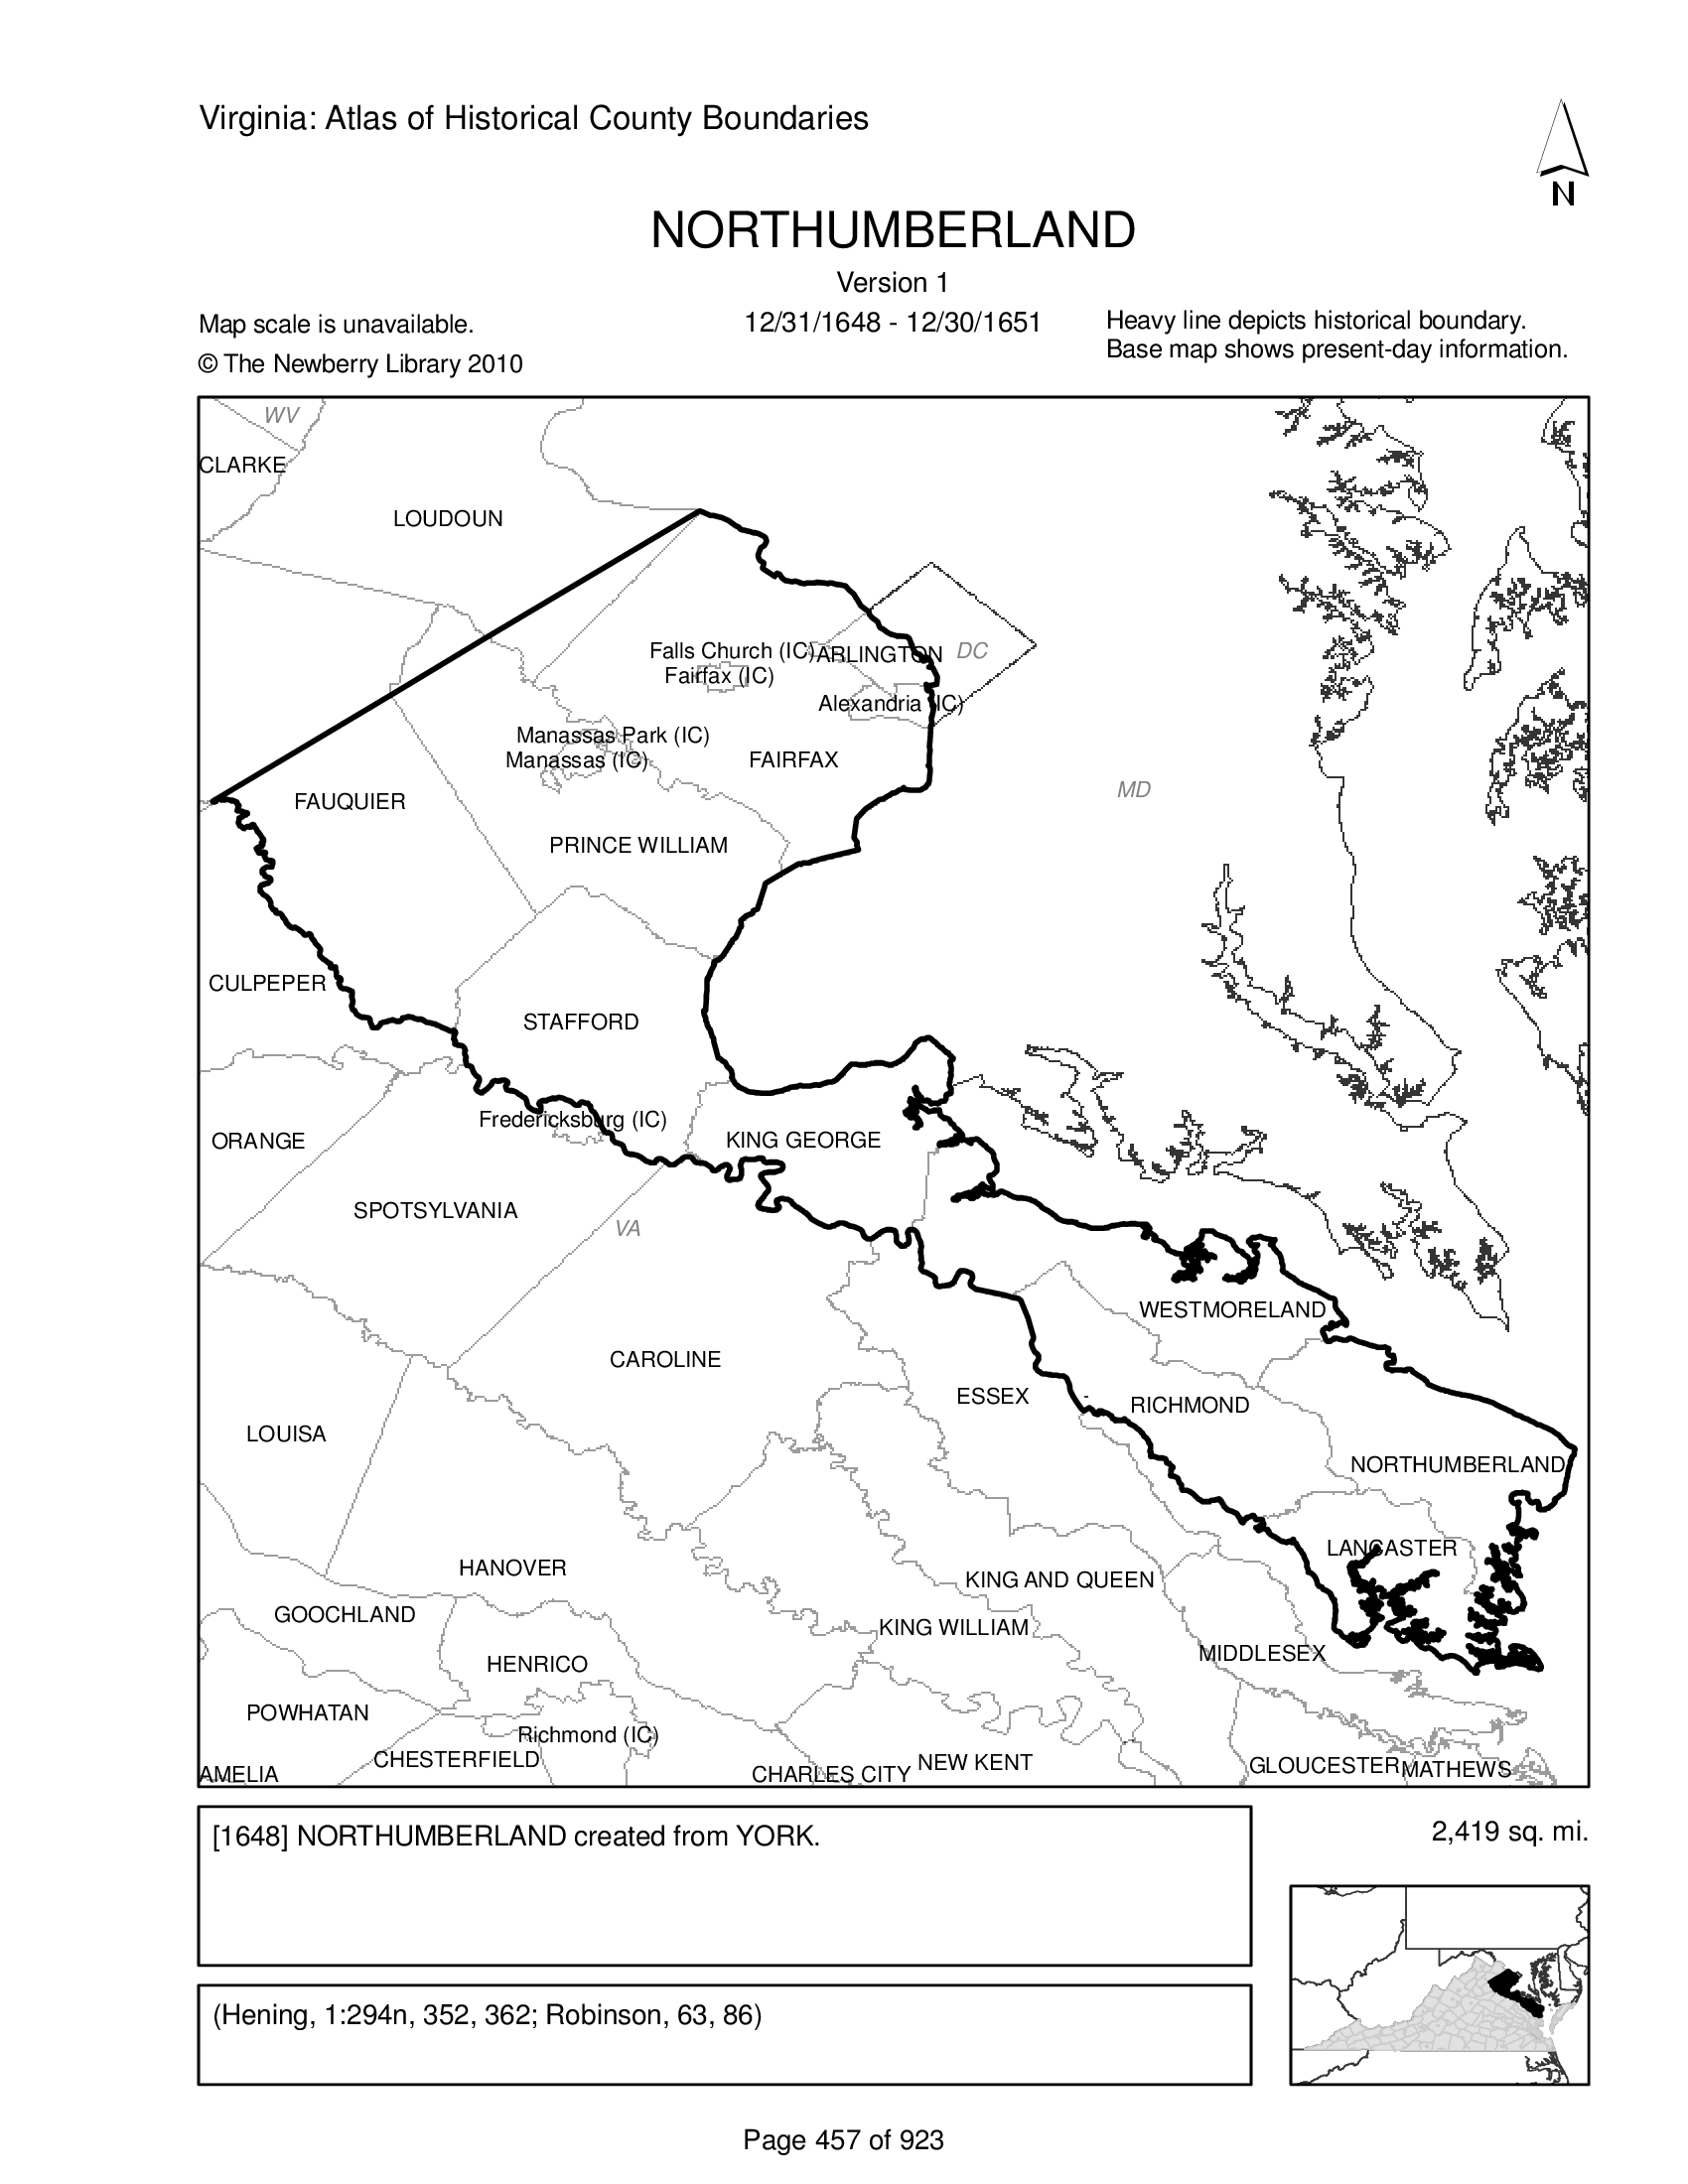 Virginia: Atlas of Historical County Boundaries
N
NORTHUMBERLAND
Version 1
12/31/1648 - 12/30/1651
Map scale is unavailable.
© The Newberry Library 2010
Heavy line depicts historical boundary.
Base map shows present-day information.
WV
CLARKE
LOUDOUN
Falls Church (IC)
ARLINGTON
DC
Fairfax (IC)
Alexandria (IC)
Manassas Park (IC)
Manassas (IC)
FAIRFAX
MD
FAUQUIER
PRINCE WILLIAM
CULPEPER
STAFFORD
Fredericksburg (IC)
ORANGE
KING GEORGE
SPOTSYLVANIA
VA
WESTMORELAND
CAROLINE
ESSEX
RICHMOND
LOUISA
NORTHUMBERLAND
LANCASTER
HANOVER
KING AND QUEEN
GOOCHLAND
KING WILLIAM
MIDDLESEX
HENRICO
POWHATAN
Richmond (IC)
CHESTERFIELD
NEW KENT
GLOUCESTER
MATHEWS
AMELIA
CHARLES CITY
[1648] NORTHUMBERLAND created from YORK.
2,419 sq. mi.
(Hening, 1:294n, 352, 362; Robinson, 63, 86)
Page 457 of 923